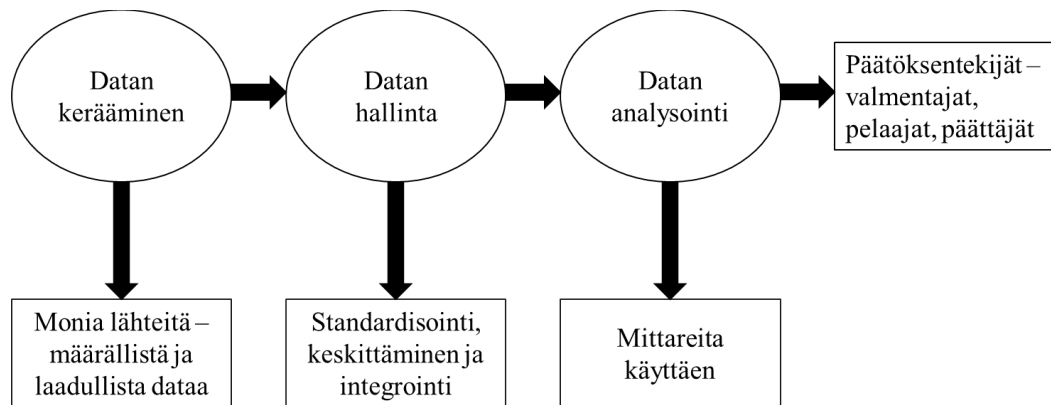 Datan
kerääminen
Datan
hallinta
Datan
analysointi
Päätöksentekijät –
valmentajat,
pelaajat, päättäjät
Monia lähteitä –
määrällistä ja
laadullista dataa
Standardisointi,
keskittäminen ja
integrointi
Mittareita
käyttäen